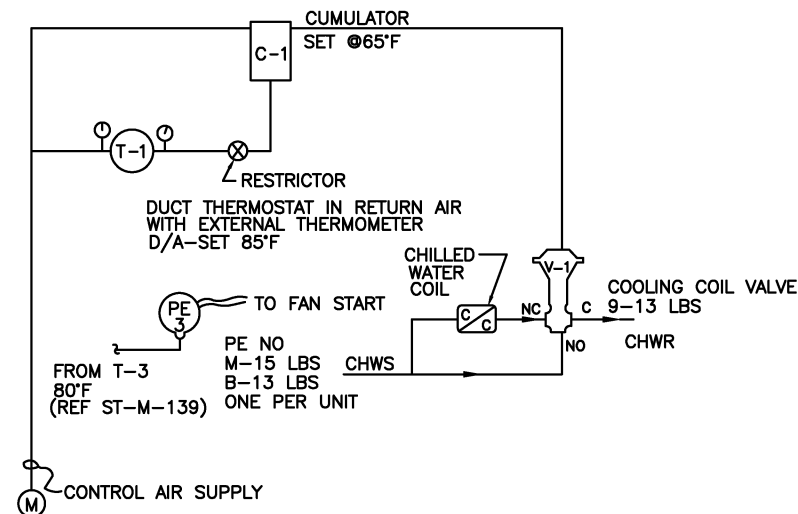 CUMULATOR
SET @65°F
C-1
T-1
RESTRICTOR
DUCT THERMOSTAT IN RETURN AIR
WITH EXTERNAL THERMOMETER
D/A-SET 85°F
CHILLED
WATER
COIL
V-1
COOLING COIL VALVE
9-13 LBS
NC
C
C
C
NO
CHWR
PE
3
TO FAN START
PE NO
M-15 LBS
B-13 LBS
ONE PER UNIT
CHWS
FROM T-3
80°F
(REF ST-M-139)
CONTROL AIR SUPPLY
M